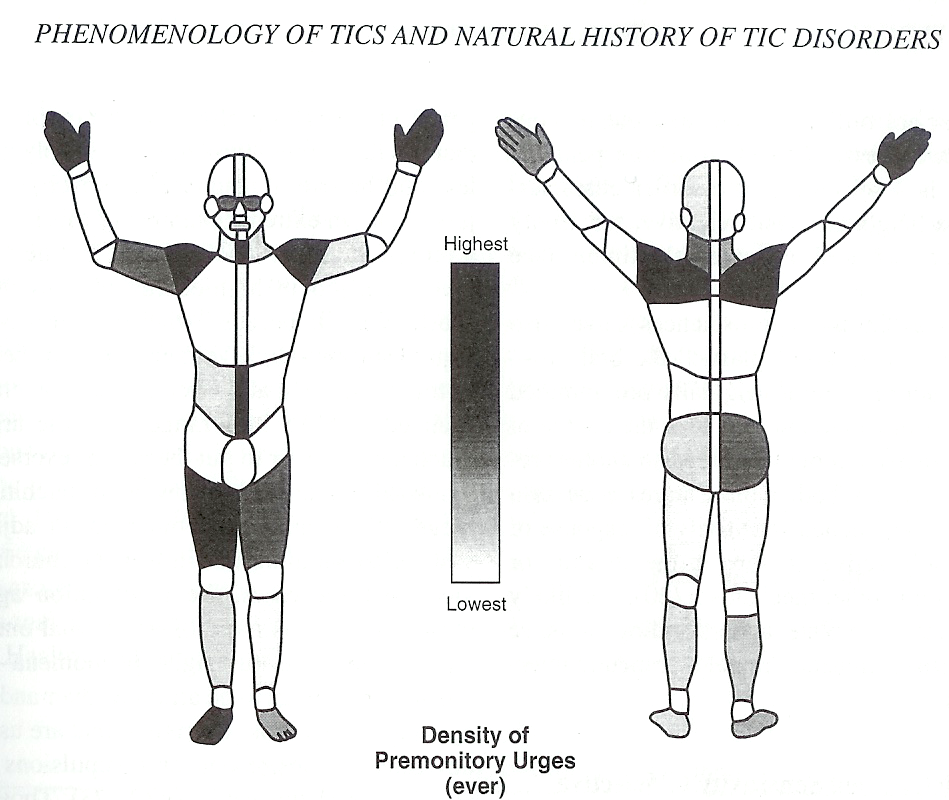 PHENOMENOLOGY OF TICS AND NATURAL HISTORY OF TIC DISORDERS
Highest
Lowest
Density of
Premonitory Urges
(ever)